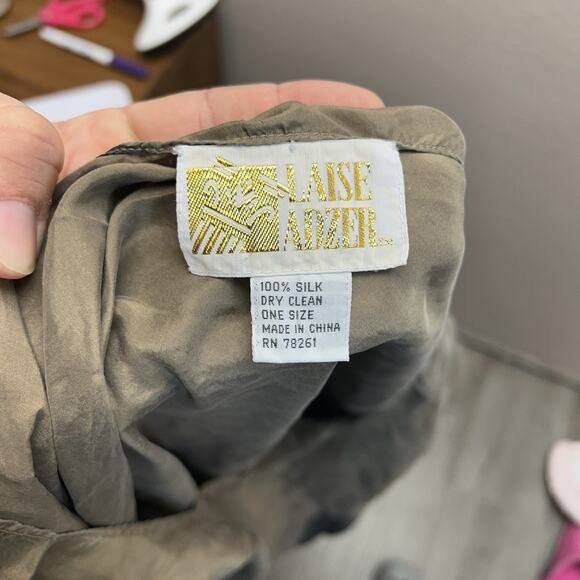 LAISE
ADZER
100% SILK
DRY CLEAN
ONE SIZE
MADE IN CHINA
RN 78261